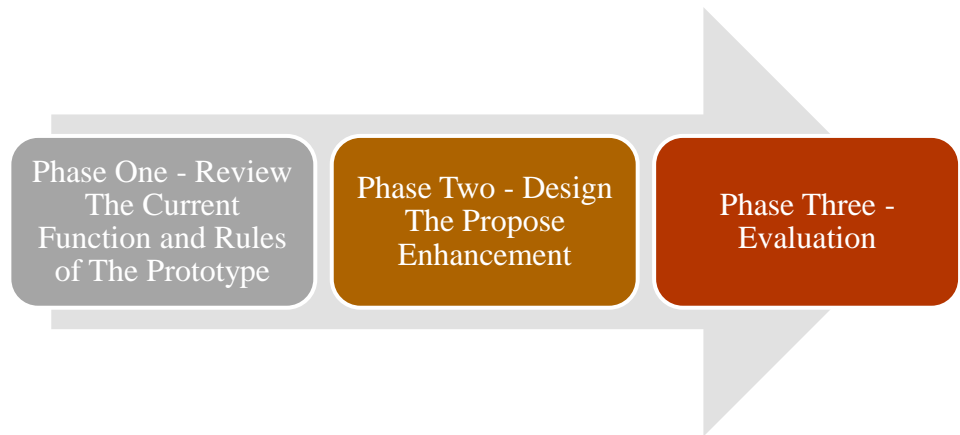 Phase One - Review
The Current
Function and Rules
of The Prototype
Phase Two - Design
The Propose
Enhancement
Phase Three -
Evaluation